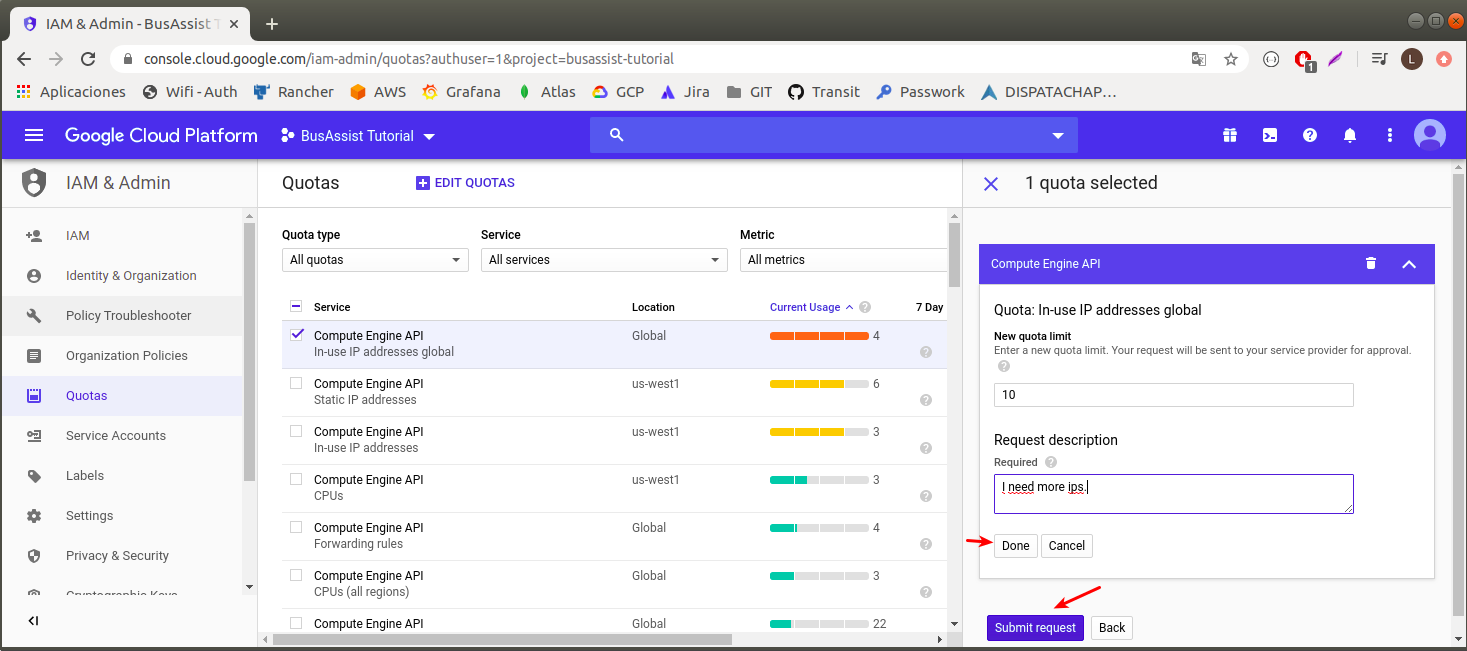 IAM & Admin - BusAssist T
console.cloud.google.com/iam-admin/quotas?authuser=1&project=busassist-tutorial
1
L
Aplicaciones Wifi - Auth Rancher AWS Grafana Atlas GCP Jira GIT Transit Passwork DISPATACHAP...
Google Cloud Platform BusAssist Tutorial
IAM & Admin
IAM
Identity & Organization
Policy Troubleshooter
Organization Policies
Quotas
Service Accounts
Labels
Settings
Privacy & Security
Cryptographic Keys
Quotas EDIT QUOTAS
Quota type Service Metric
All quotas All services All metrics
Service Location Current Usage 7 Day
Compute Engine API Global 4
In-use IP addresses global
Compute Engine API us-west1 6
Static IP addresses
Compute Engine API us-west1 3
In-use IP addresses
Compute Engine API us-west1 3
CPUs
Compute Engine API Global 4
Forwarding rules
Compute Engine API Global 3
CPUs (all regions)
Compute Engine API Global 22
1 quota selected
Compute Engine API
Quota: In-use IP addresses global
New quota limit
Enter a new quota limit. Your request will be sent to your service provider for approval.
10
Request description
Required
I need more ips.
Done Cancel
Submit request Back